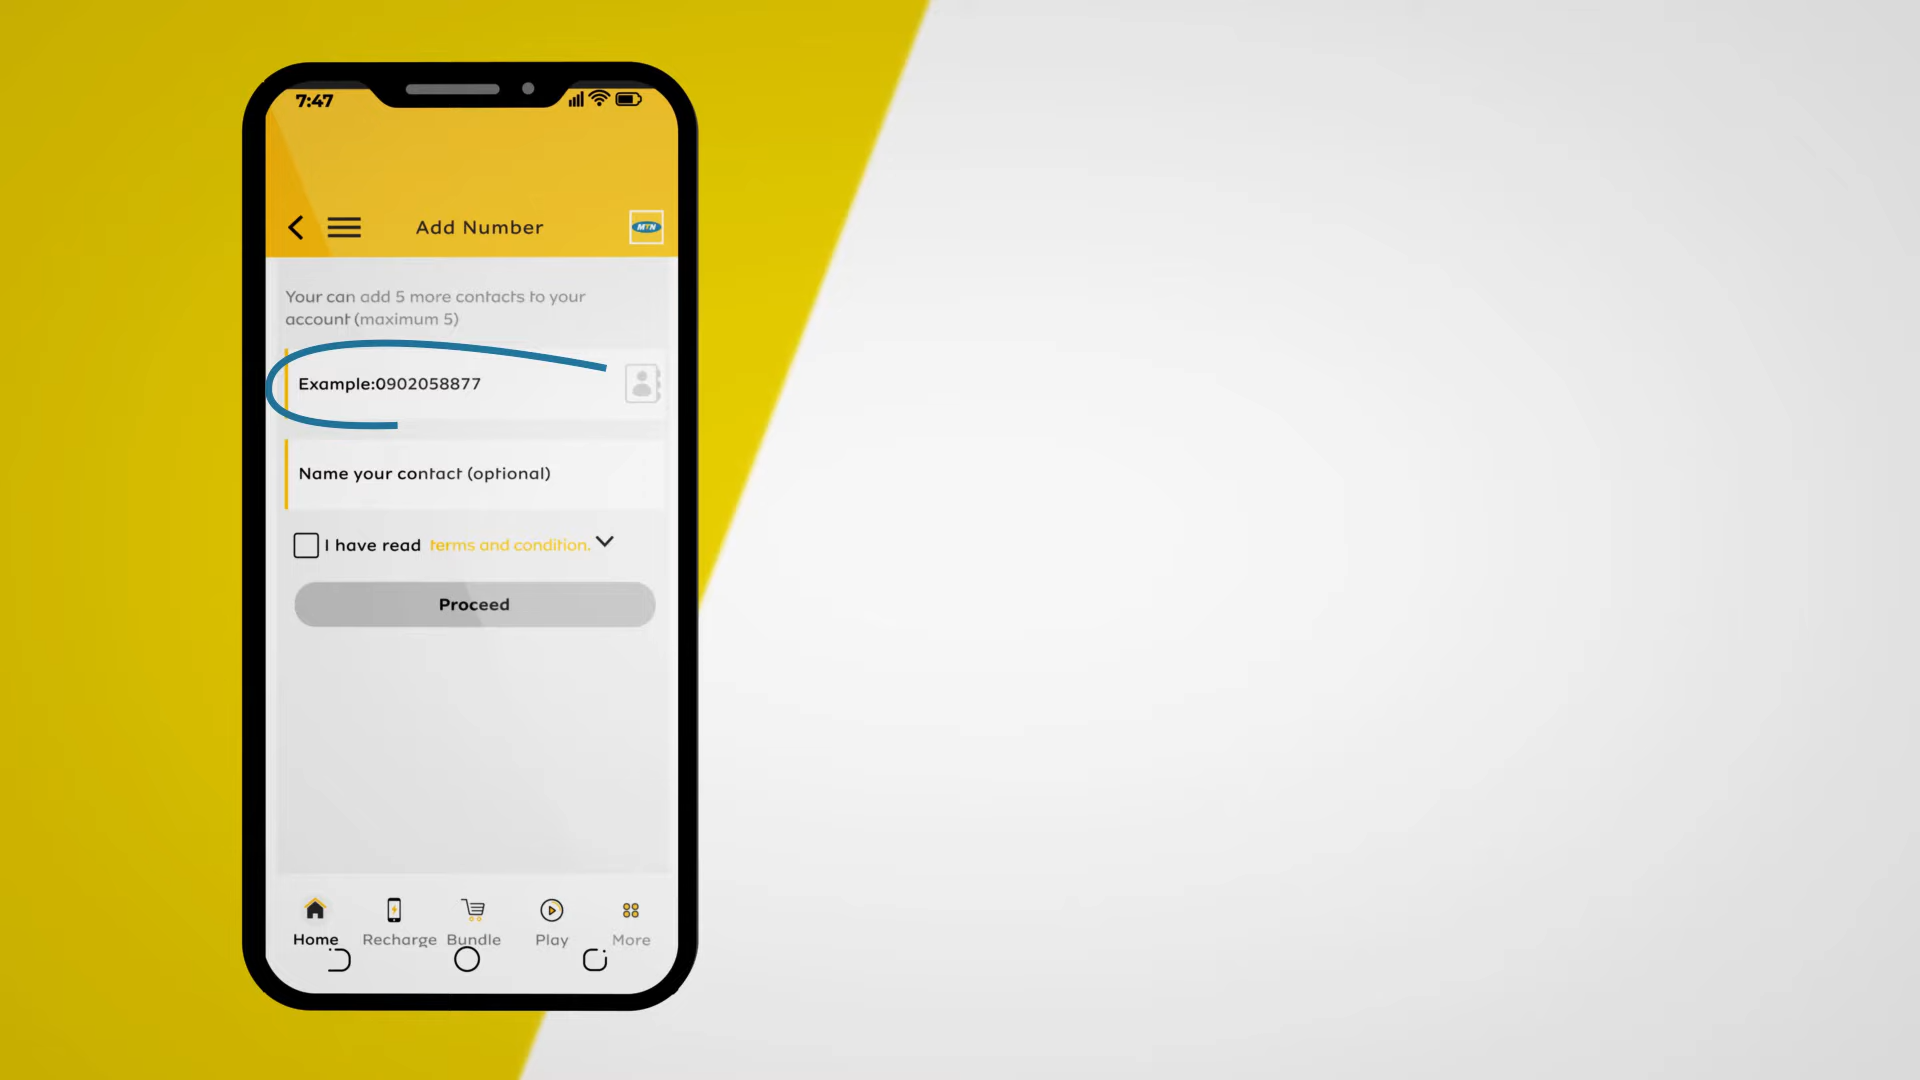 7:47
Add Number
MTN
Your can add 5 more contacts to your
account (maximum 5)
Example:0902058877
Name your contact (optional)
I have read terms and condition.
Proceed
Home Recharge Bundle Play More